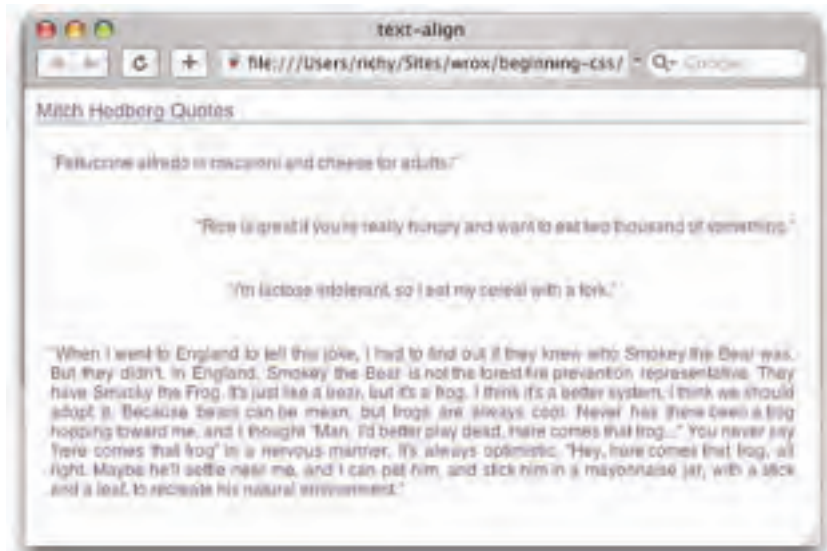 text-align
file:///Users/richy/Sites/wrox/beginning-css/
Google
Mitch Hedberg Quotes
"Fettuccine alfredo is macaroni and cheese for adults."
"Rice is great if you're really hungry and want to eat two thousand of something."
"I'm lactose intolerant, so I eat my cereal with a fork."
"When I went to England to tell this joke, I had to find out if they knew who Smokey the Bear was.
But they didn't. In England, Smokey the Bear is not the forest fire prevention representative. They
have Smacky the Frog. It's just like a bear, but it's a frog. I think it's a better system, I think we should
adopt it. Because bears can be mean, but frogs are always cool. Never has there been a frog
hopping toward me, and I thought "Man, I'd better play dead. Here comes that frog..." You never say
'here comes that frog' in a nervous manner. It's always optimistic. "Hey, here comes that frog, all
right. Maybe he'll settle near me, and I can pet him, and stick him in a mayonnaise jar, with a stick
and a leaf, to recreate his natural environment."